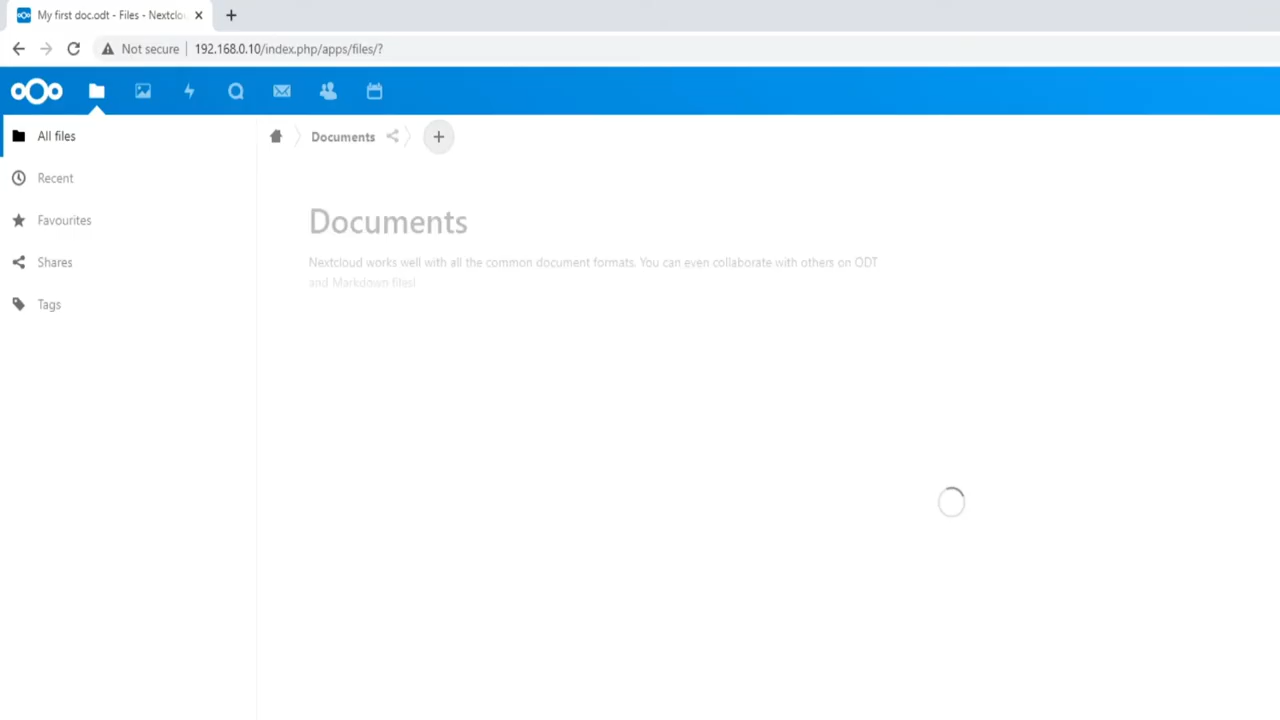 My first doc.odt - Files - Nextclou
Not secure 192.168.0.10/index.php/apps/files/?
All files
Documents
Recent
Documents
Favourites
Nextcloud works well with all the common document formats. You can even collaborate with others on ODT
and Markdown files!
Shares
Tags